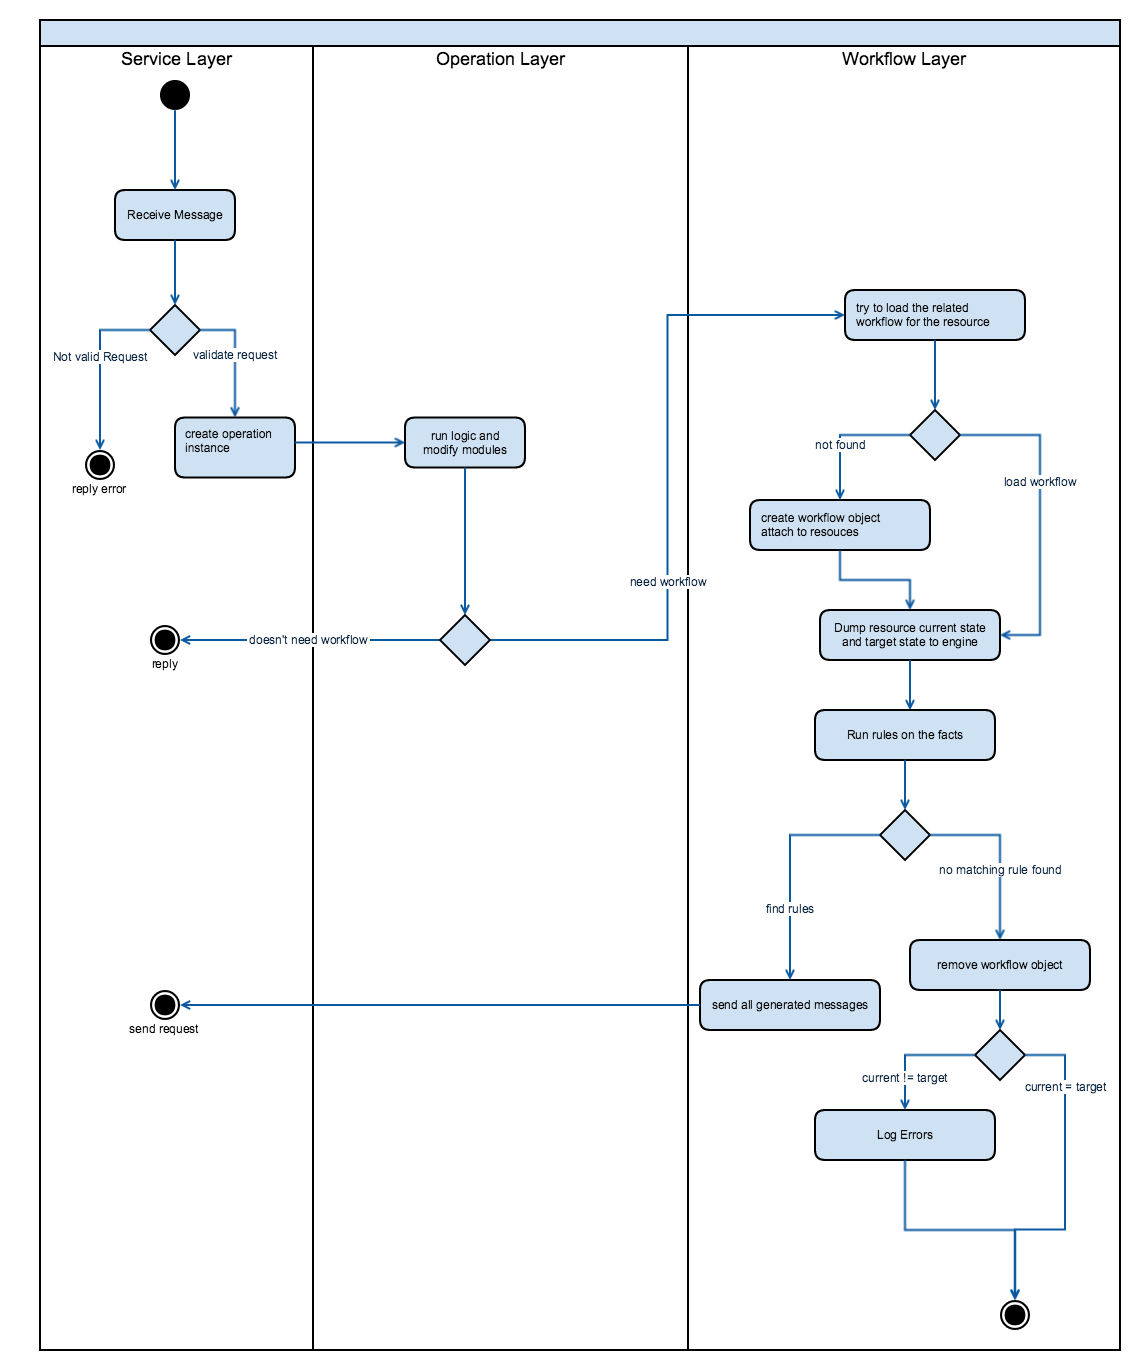 Service Layer
Operation Layer
Workflow Layer
Receive Message
Not valid Request
validate request
create operation
instance
reply error
run logic and
modify modules
need workflow
doesn't need workflow
reply
try to load the related
workflow for the resource
not found
load workflow
create workflow object
attach to resouces
Dump resource current state
and target state to engine
Run rules on the facts
no matching rule found
find rules
remove workflow object
send all generated messages
send request
current != target
current = target
Log Errors